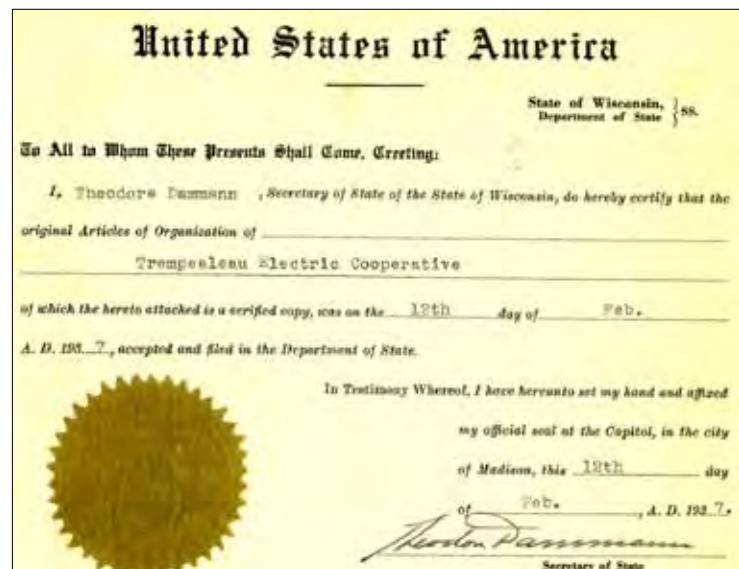 United States of America
State of Wisconsin, } SS.
Department of State
To All to Whom These Presents Shall Come, Greeting:
I, Theodore Dammann , Secretary of State of the State of Wisconsin, do hereby certify that the
original Articles of Organization of
Trempealeau Electric Cooperative
of which the hereto attached is a verified copy, was on the 12th day of Feb.
A. D. 193 7 , accepted and filed in the Department of State.
In Testimony Whereof, I have hereunto set my hand and affixed
my official seal at the Capitol, in the city
of Madison, this 12th day
of Feb. , A. D. 193 7.
Theodore Dammann
Secretary of State